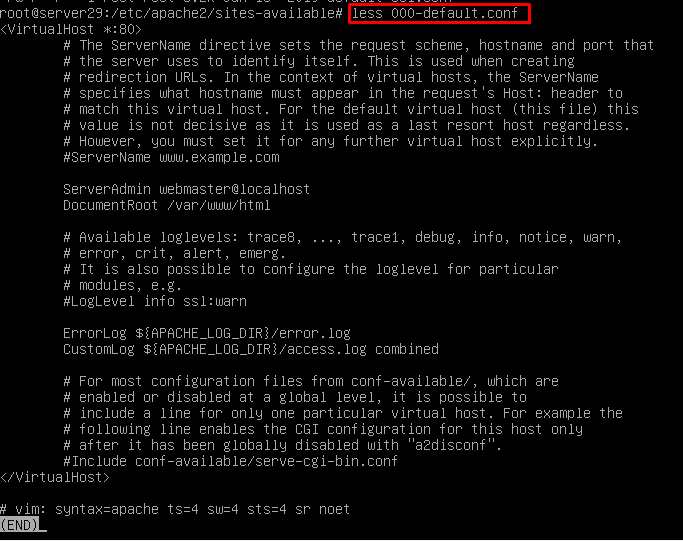 root@server29:/etc/apache2/sites-available# less 000-default.conf
<VirtualHost *:80>
        # The ServerName directive sets the request scheme, hostname and port that
        # the server uses to identify itself. This is used when creating
        # redirection URLs. In the context of virtual hosts, the ServerName
        # specifies what hostname must appear in the request's Host: header to
        # match this virtual host. For the default virtual host (this file) this
        # value is not decisive as it is used as a last resort host regardless.
        # However, you must set it for any further virtual host explicitly.
        #ServerName www.example.com

        ServerAdmin webmaster@localhost
        DocumentRoot /var/www/html

        # Available loglevels: trace8, ..., trace1, debug, info, notice, warn,
        # error, crit, alert, emerg.
        # It is also possible to configure the loglevel for particular
        # modules, e.g.
        #LogLevel info ssl:warn

        ErrorLog ${APACHE_LOG_DIR}/error.log
        CustomLog ${APACHE_LOG_DIR}/access.log combined

        # For most configuration files from conf-available/, which are
        # enabled or disabled at a global level, it is possible to
        # include a line for only one particular virtual host. For example the
        # following line enables the CGI configuration for this host only
        # after it has been globally disabled with "a2disconf".
        #Include conf-available/serve-cgi-bin.conf
</VirtualHost>

# vim: syntax=apache ts=4 sw=4 sts=4 sr noet
(END)